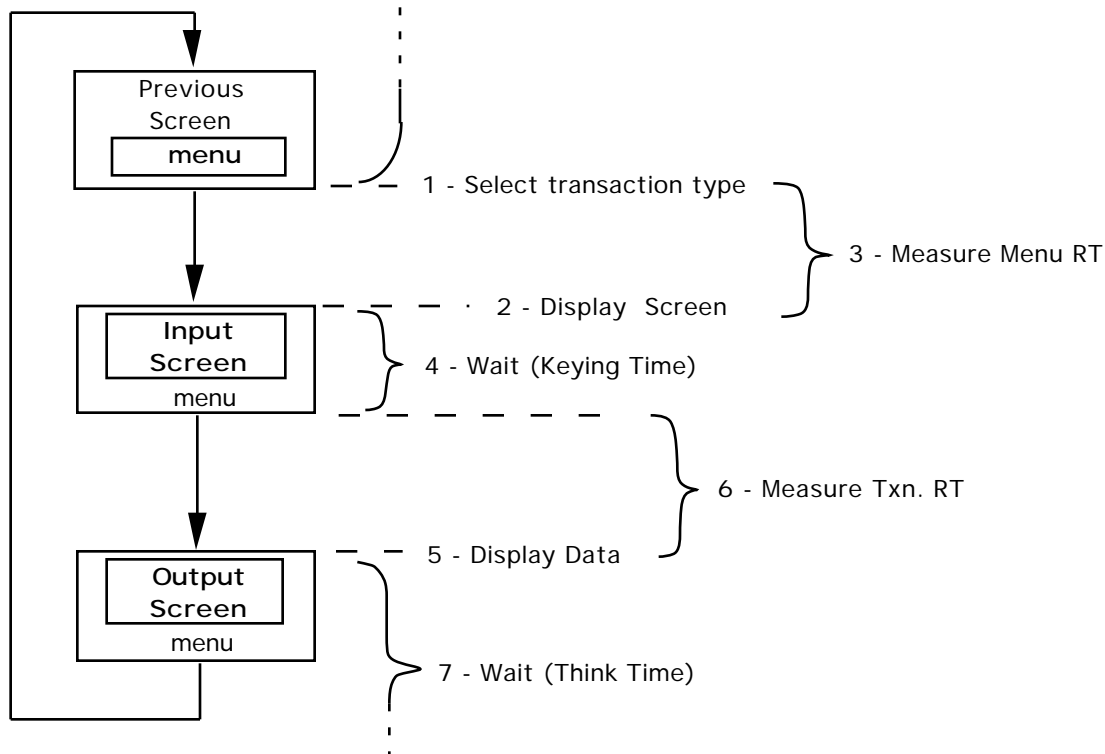 Previous
Screen
menu
1 - Select transaction type
3 - Measure Menu RT
2 - Display Screen
Input
Screen
menu
4 - Wait (Keying Time)
6 - Measure Txn. RT
5 - Display Data
Output
Screen
menu
7 - Wait (Think Time)